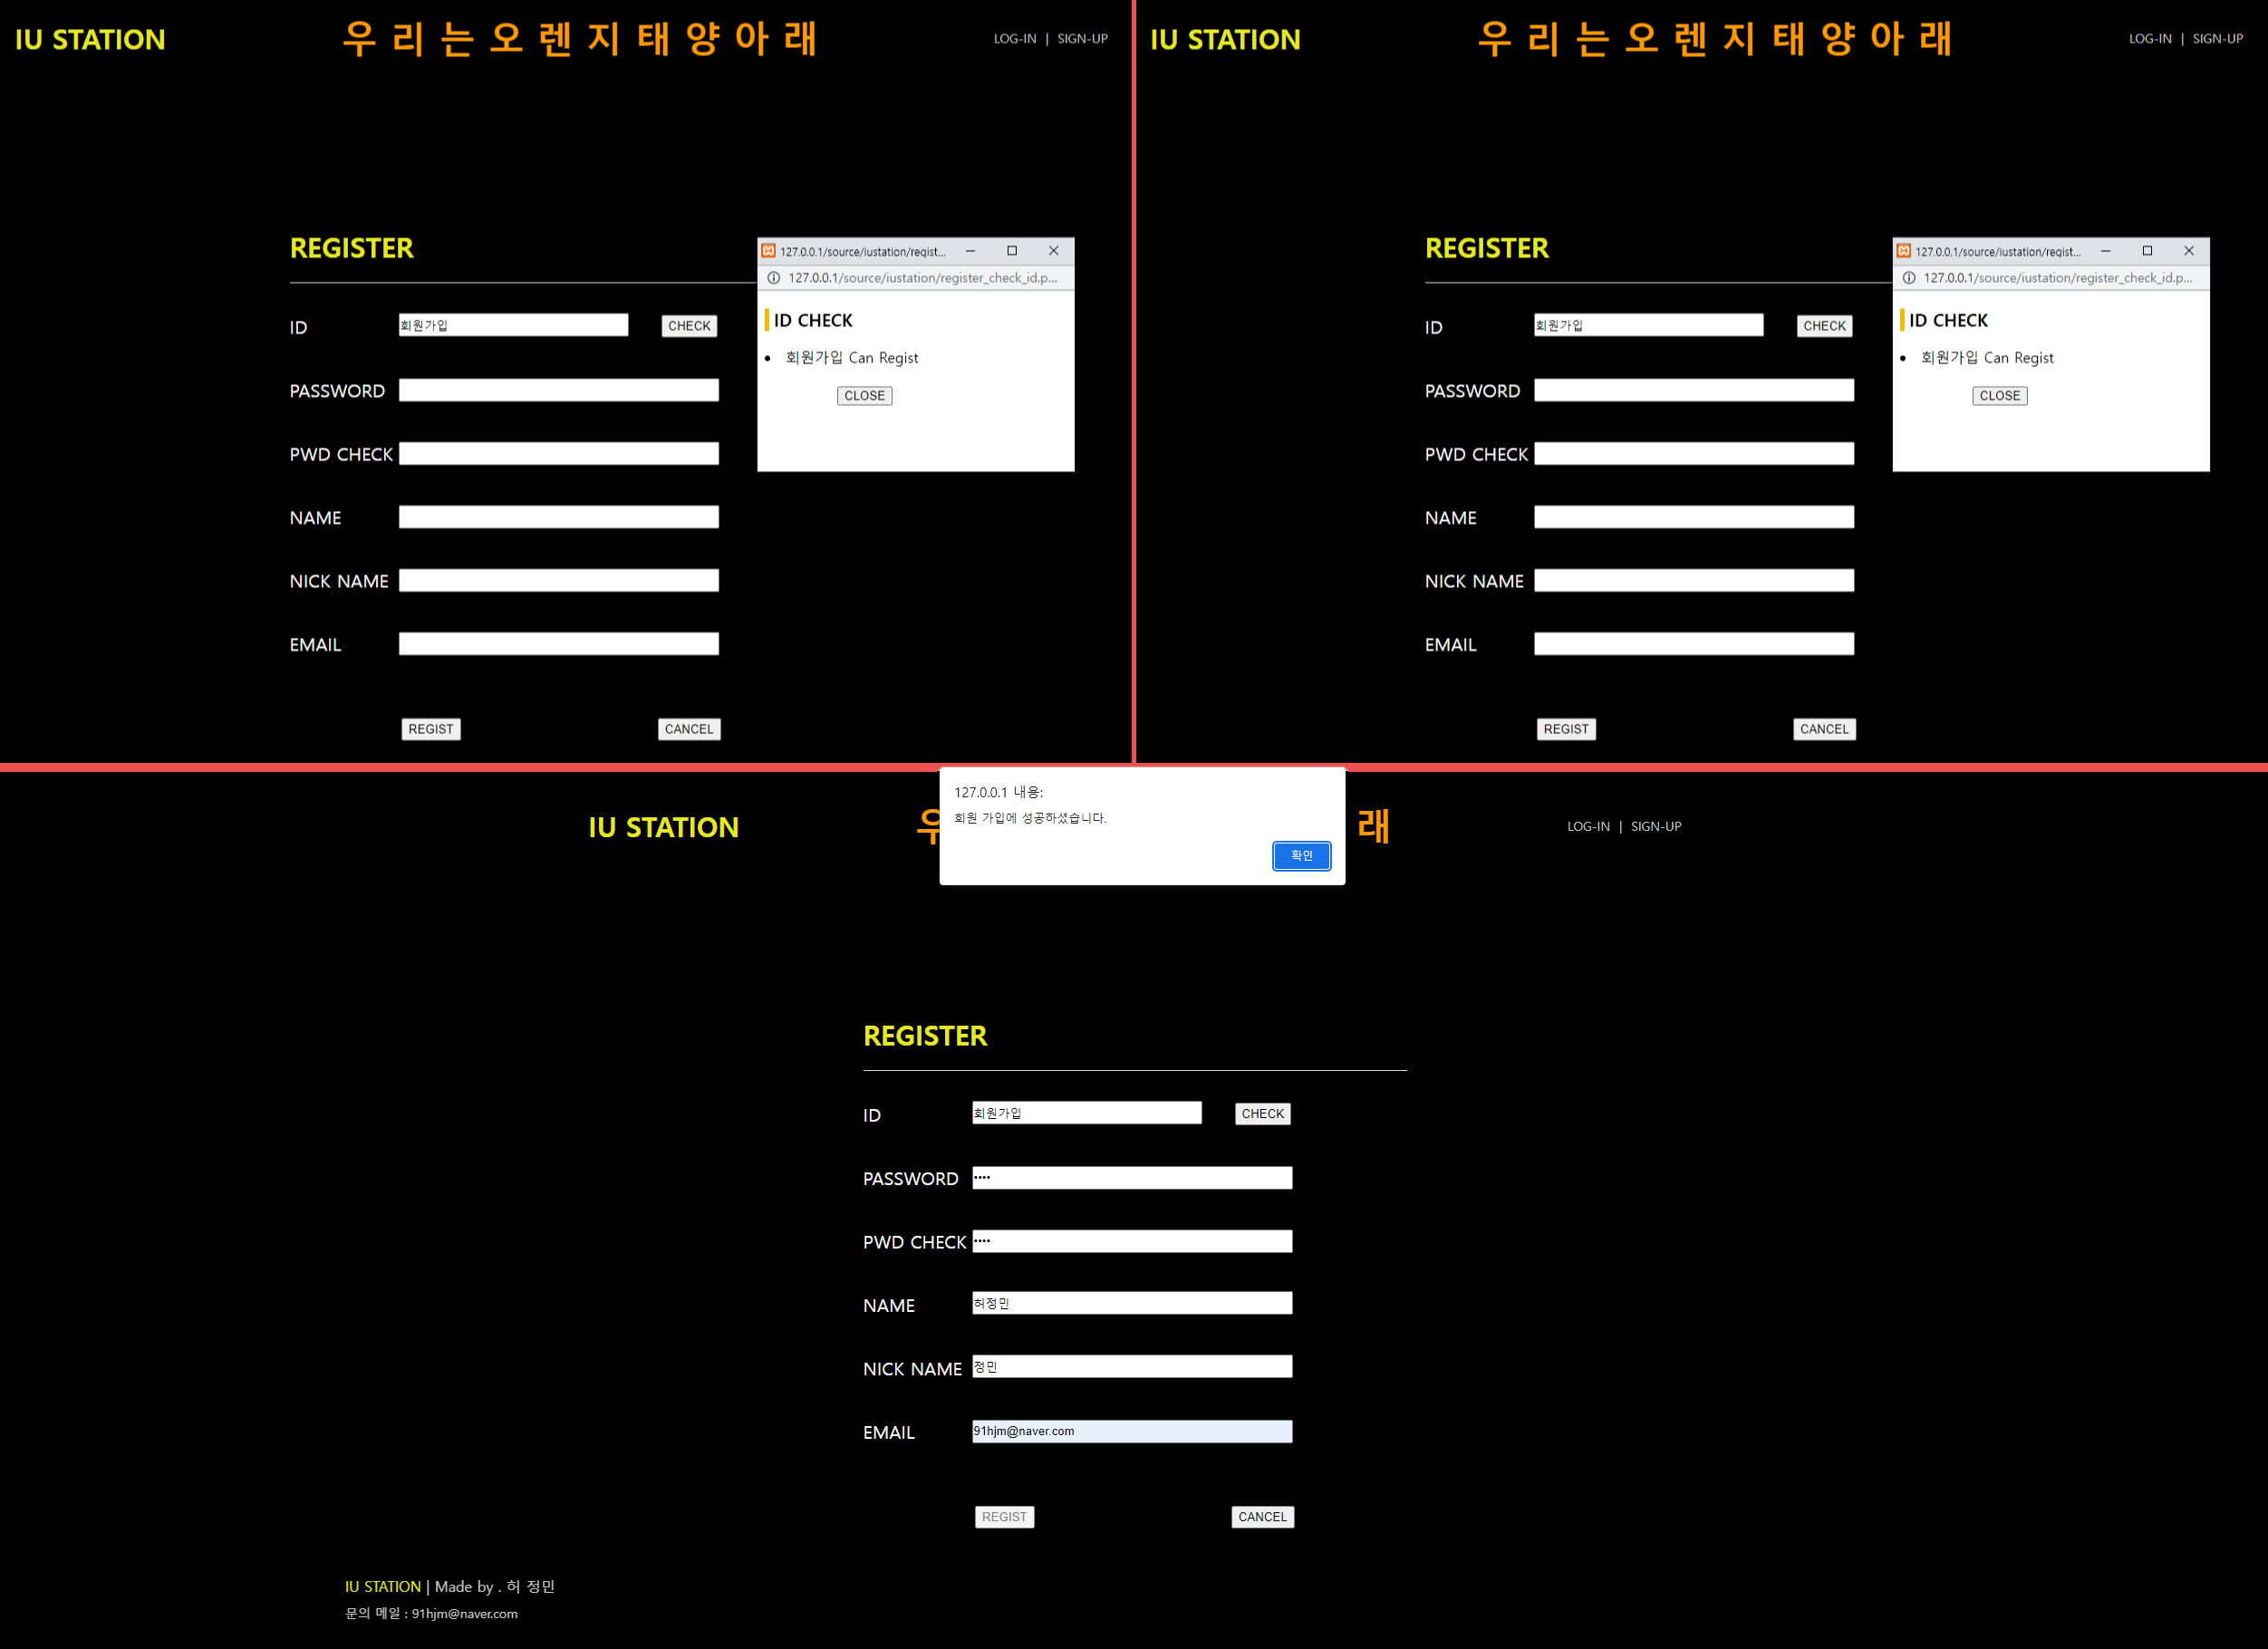 IU STATION
우 리 는 오 렌 지 태 양 아 래
LOG-IN | SIGN-UP
REGISTER
127.0.0.1/source/iustation/regist...
127.0.0.1/source/iustation/register_check_id.p...
ID CHECK
• 회원가입 Can Regist
CLOSE
ID 회원가입 CHECK
PASSWORD
PWD CHECK
NAME
NICK NAME
EMAIL
REGIST CANCEL
IU STATION
우 리 는 오 렌 지 태 양 아 래
LOG-IN | SIGN-UP
REGISTER
127.0.0.1/source/iustation/regist...
127.0.0.1/source/iustation/register_check_id.p...
ID CHECK
• 회원가입 Can Regist
CLOSE
ID 회원가입 CHECK
PASSWORD
PWD CHECK
NAME
NICK NAME
EMAIL
REGIST CANCEL
127.0.0.1 내용:
회원 가입에 성공하셨습니다.
확인
IU STATION
우 래
LOG-IN | SIGN-UP
REGISTER
ID 회원가입 CHECK
PASSWORD ••••
PWD CHECK ••••
NAME 허정민
NICK NAME 정민
EMAIL 91hjm@naver.com
REGIST CANCEL
IU STATION | Made by . 허 정민
문의 메일 : 91hjm@naver.com